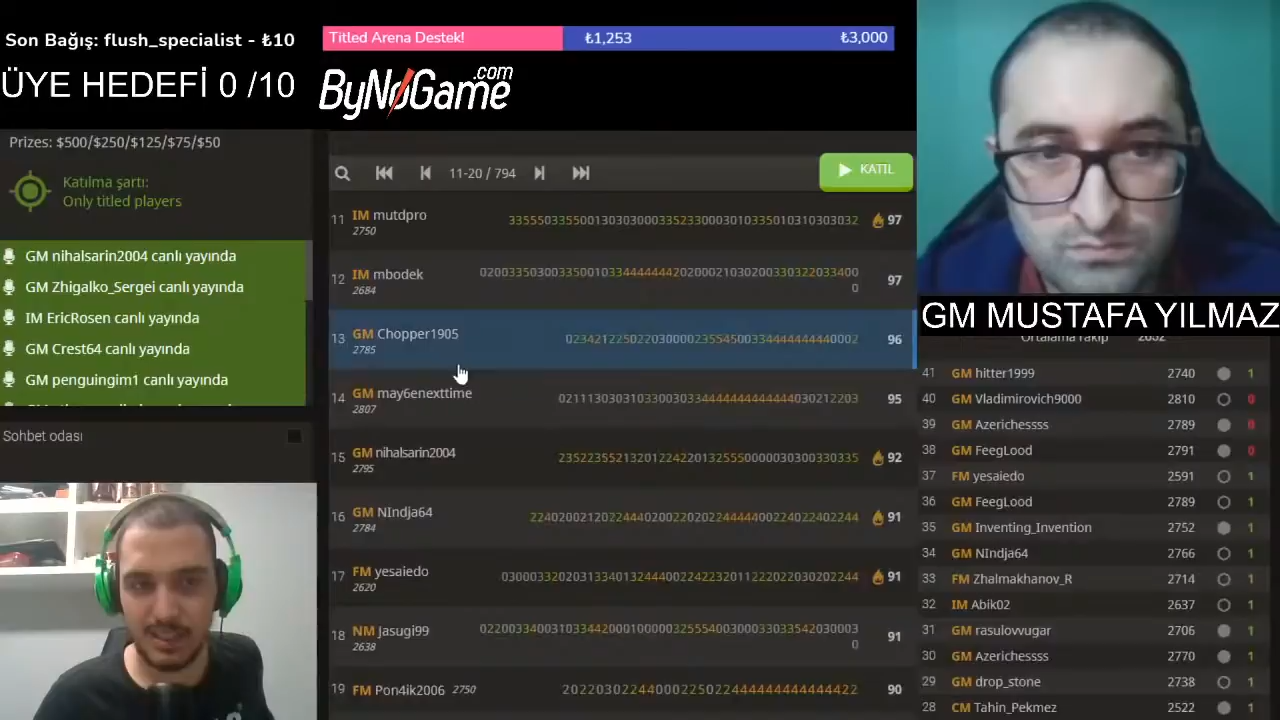 Son Bağış: flush_specialist - ₺10
ÜYE HEDEFİ 0 /10
Titled Arena Destek! ₺1,253 ₺3,000
ByNoGame.com
Prizes: $500/$250/$125/$75/$50
Katılma şartı:
Only titled players
GM nihalsarin2004 canlı yayında
GM Zhigalko_Sergei canlı yayında
IM EricRosen canlı yayında
GM Crest64 canlı yayında
GM penguingim1 canlı yayında
Sohbet odası
11-20 / 794 KATIL
11 IM mutdpro 2750 97
12 IM mbodek 2684 97
13 GM Chopper1905 2785 96
14 GM may6enexttime 2807 95
15 GM nihalsarin2004 2795 92
16 GM NIndja64 2784 91
17 FM yesaiedo 2620 91
18 NM Jasugi99 2638 91
19 FM Pon4ik2006 2750 90
GM MUSTAFA YILMAZ
Ortalama rakip 2652
41 GM hitter1999 2740 1
40 GM Vladimirovich9000 2810 0
39 GM Azerichessss 2789 0
38 GM FeegLood 2791 0
37 FM yesaiedo 2591 1
36 GM FeegLood 2789 1
35 GM Inventing_Invention 2752 1
34 GM NIndja64 2766 1
33 FM Zhalmakhanov_R 2714 1
32 IM Abik02 2637 1
31 GM rasulovvugar 2706 1
30 GM Azerichessss 2770 1
29 GM drop_stone 2738 1
28 CM Tahin_Pekmez 2522 1